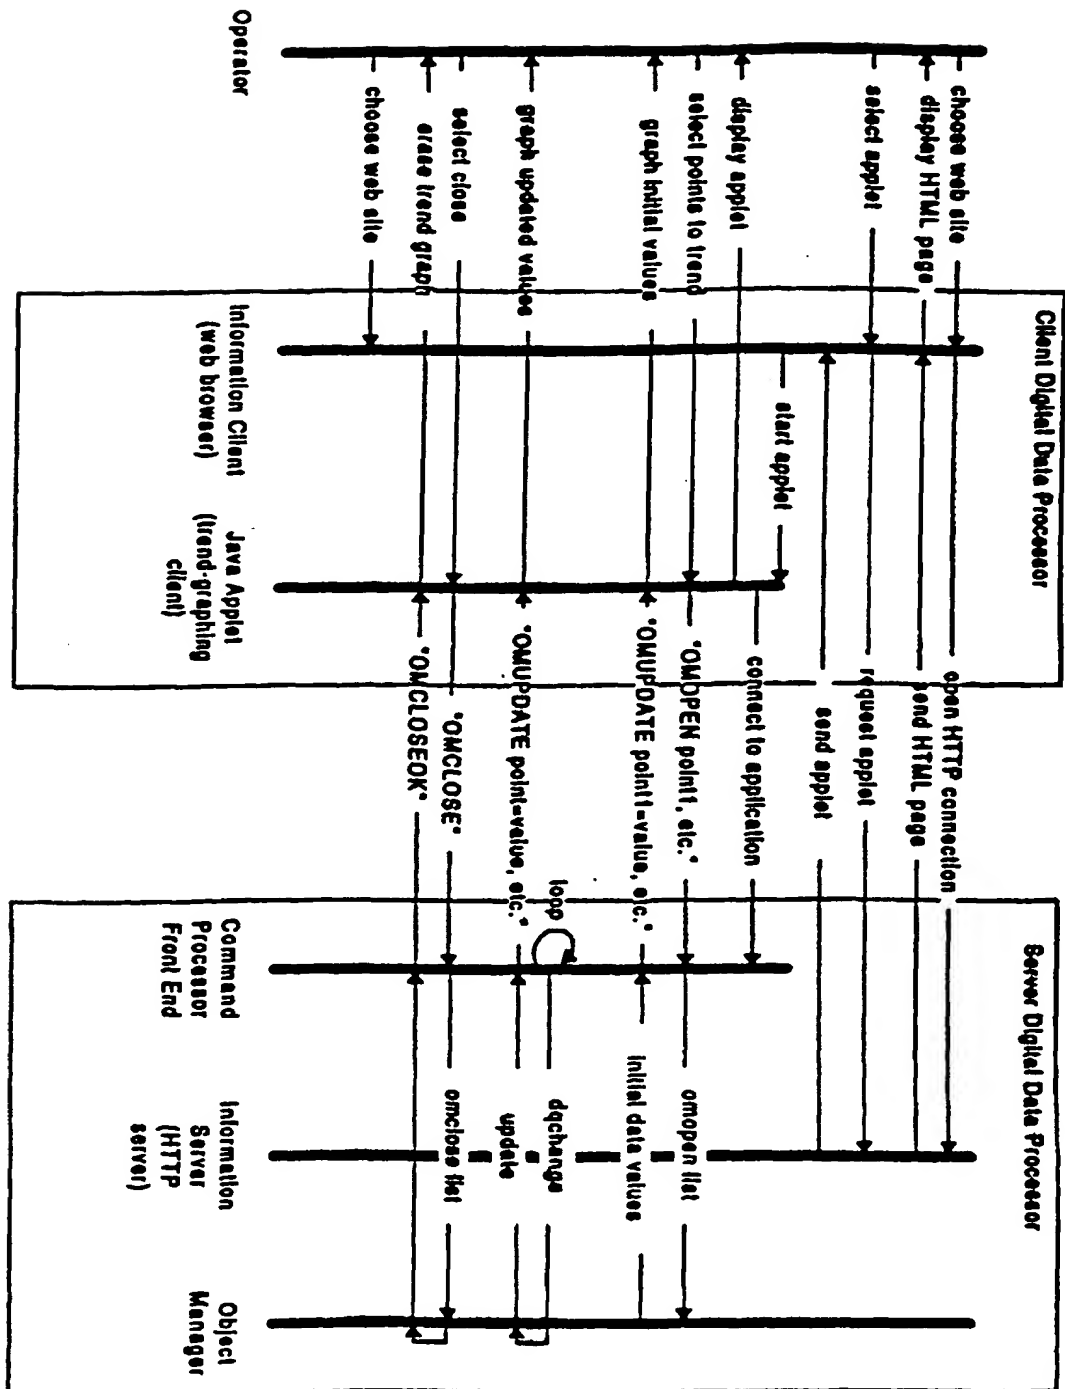 Client Digital Data Processor
Server Digital Data Processor
choose web site
open HTTP connection
display HTML page
send HTML page
select applet
request applet
send applet
start applet
connect to application
display applet
select points to trend
"OMOPEN point1, etc."
omopen list
graph initial values
"OMUPDATE point1=value, etc."
initial data values
loop
dqchange
graph updated values
"OMUPDATE point=value, etc."
update
select close
"OMCLOSE"
omclose list
erase trend graph
"OMCLOSEOK"
choose web site
Operator
Information Client
(web browser)
Java Applet
(trend-graphing
client)
Command
Processor
Front End
Information
Server
(HTTP
server)
Object
Manager